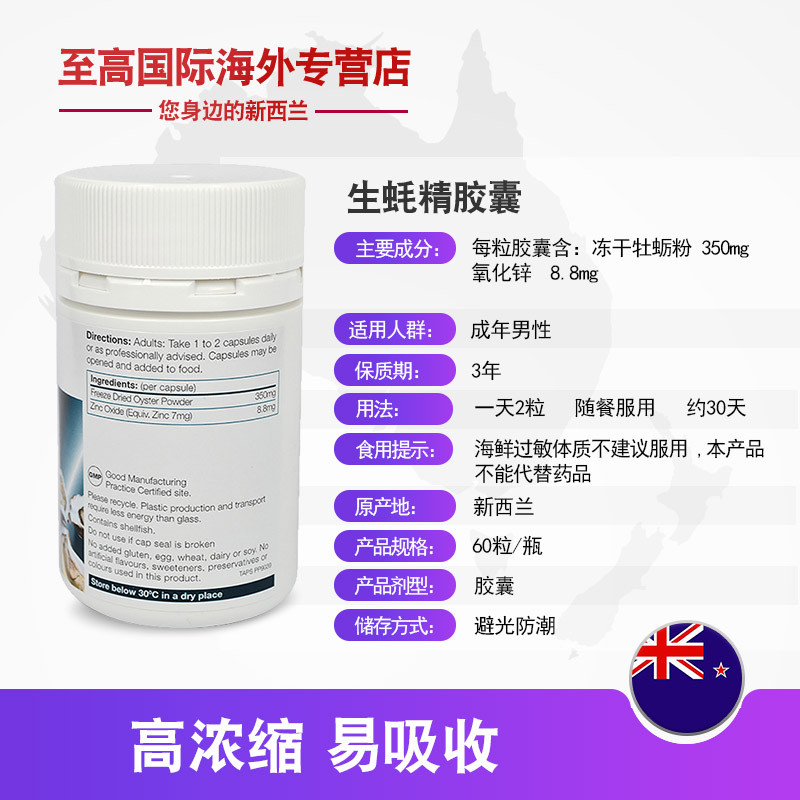 至高国际海外专营店
您身边的新西兰
生蚝精胶囊
主要成分： 每粒胶囊含：冻干牡蛎粉 350mg
氧化锌 8.8mg
适用人群： 成年男性
保质期： 3年
用法： 一天2粒 随餐服用 约30天
食用提示： 海鲜过敏体质不建议服用，本产品
不能代替药品
原产地： 新西兰
产品规格： 60粒/瓶
产品剂型： 胶囊
储存方式： 避光防潮
Directions: Adults: Take 1 to 2 capsules daily
or as professionally advised. Capsules may be
opened and added to food.
Ingredients: (per capsule)
Freeze Dried Oyster Powder 350mg
Zinc Oxide (Equiv. Zinc 7mg) 8.8mg
GMP Good Manufacturing
Practice Certified site.
Please recycle. Plastic production and transport
require less energy than glass.
Contains shellfish.
Do not use if cap seal is broken
No added gluten, egg, wheat, dairy or soy. No
artificial flavours, sweeteners, preservatives or
colours used in this product.
Store below 30°C in a dry place
高浓缩 易吸收